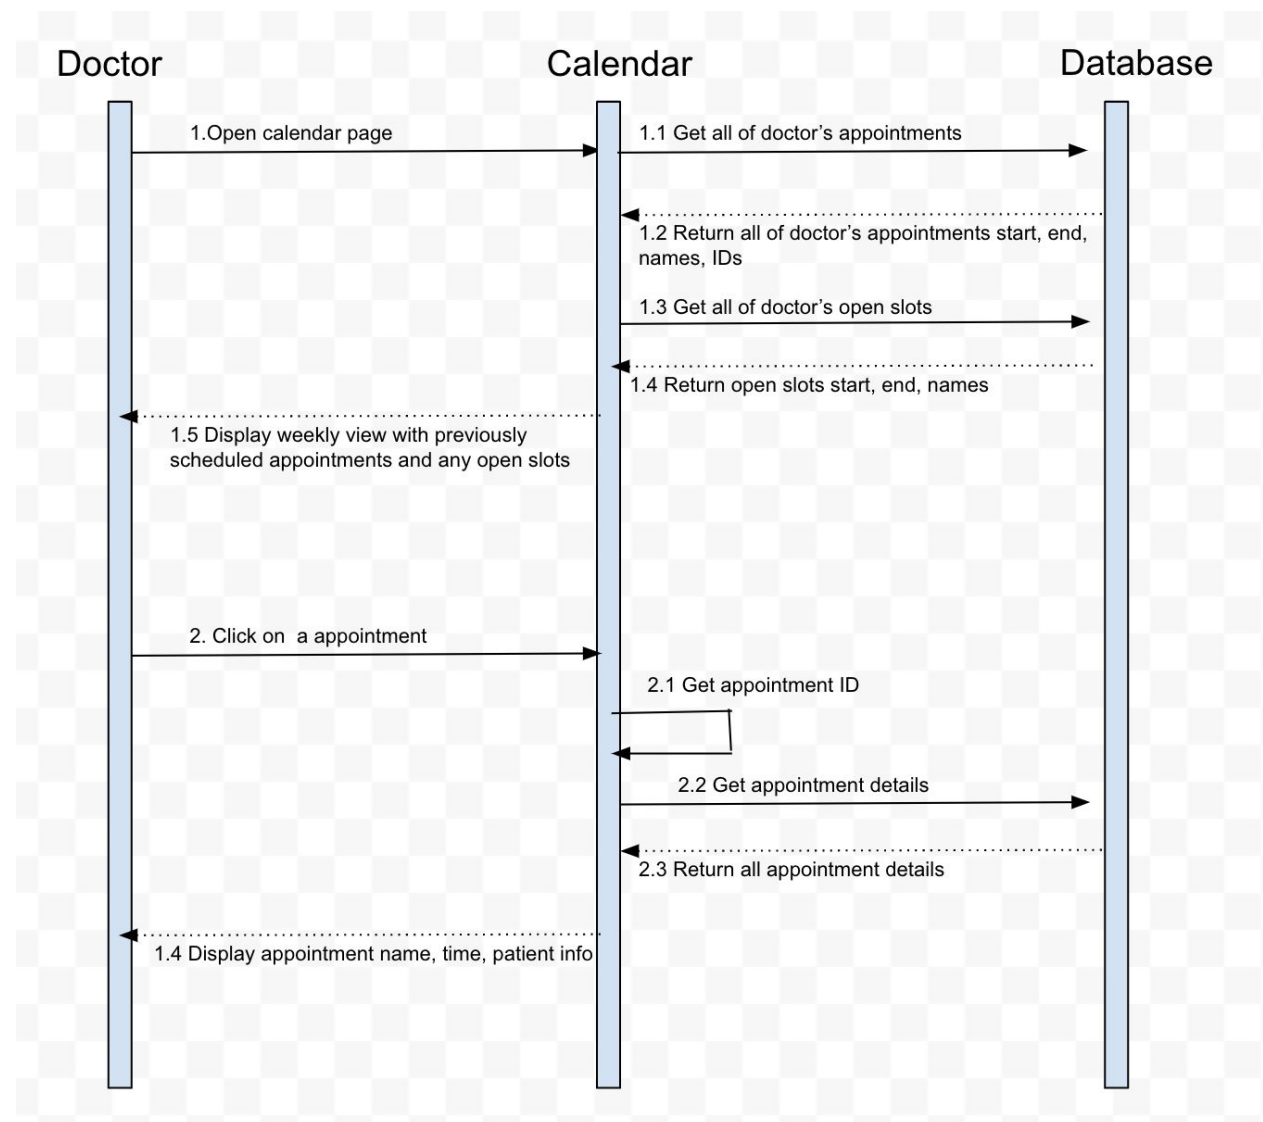 Doctor
Calendar
Database
1.Open calendar page
1.1 Get all of doctor's appointments
1.2 Return all of doctor's appointments start, end,
names, IDs
1.3 Get all of doctor's open slots
1.4 Return open slots start, end, names
1.5 Display weekly view with previously
scheduled appointments and any open slots
2. Click on  a appointment
2.1 Get appointment ID
2.2 Get appointment details
2.3 Return all appointment details
1.4 Display appointment name, time, patient info